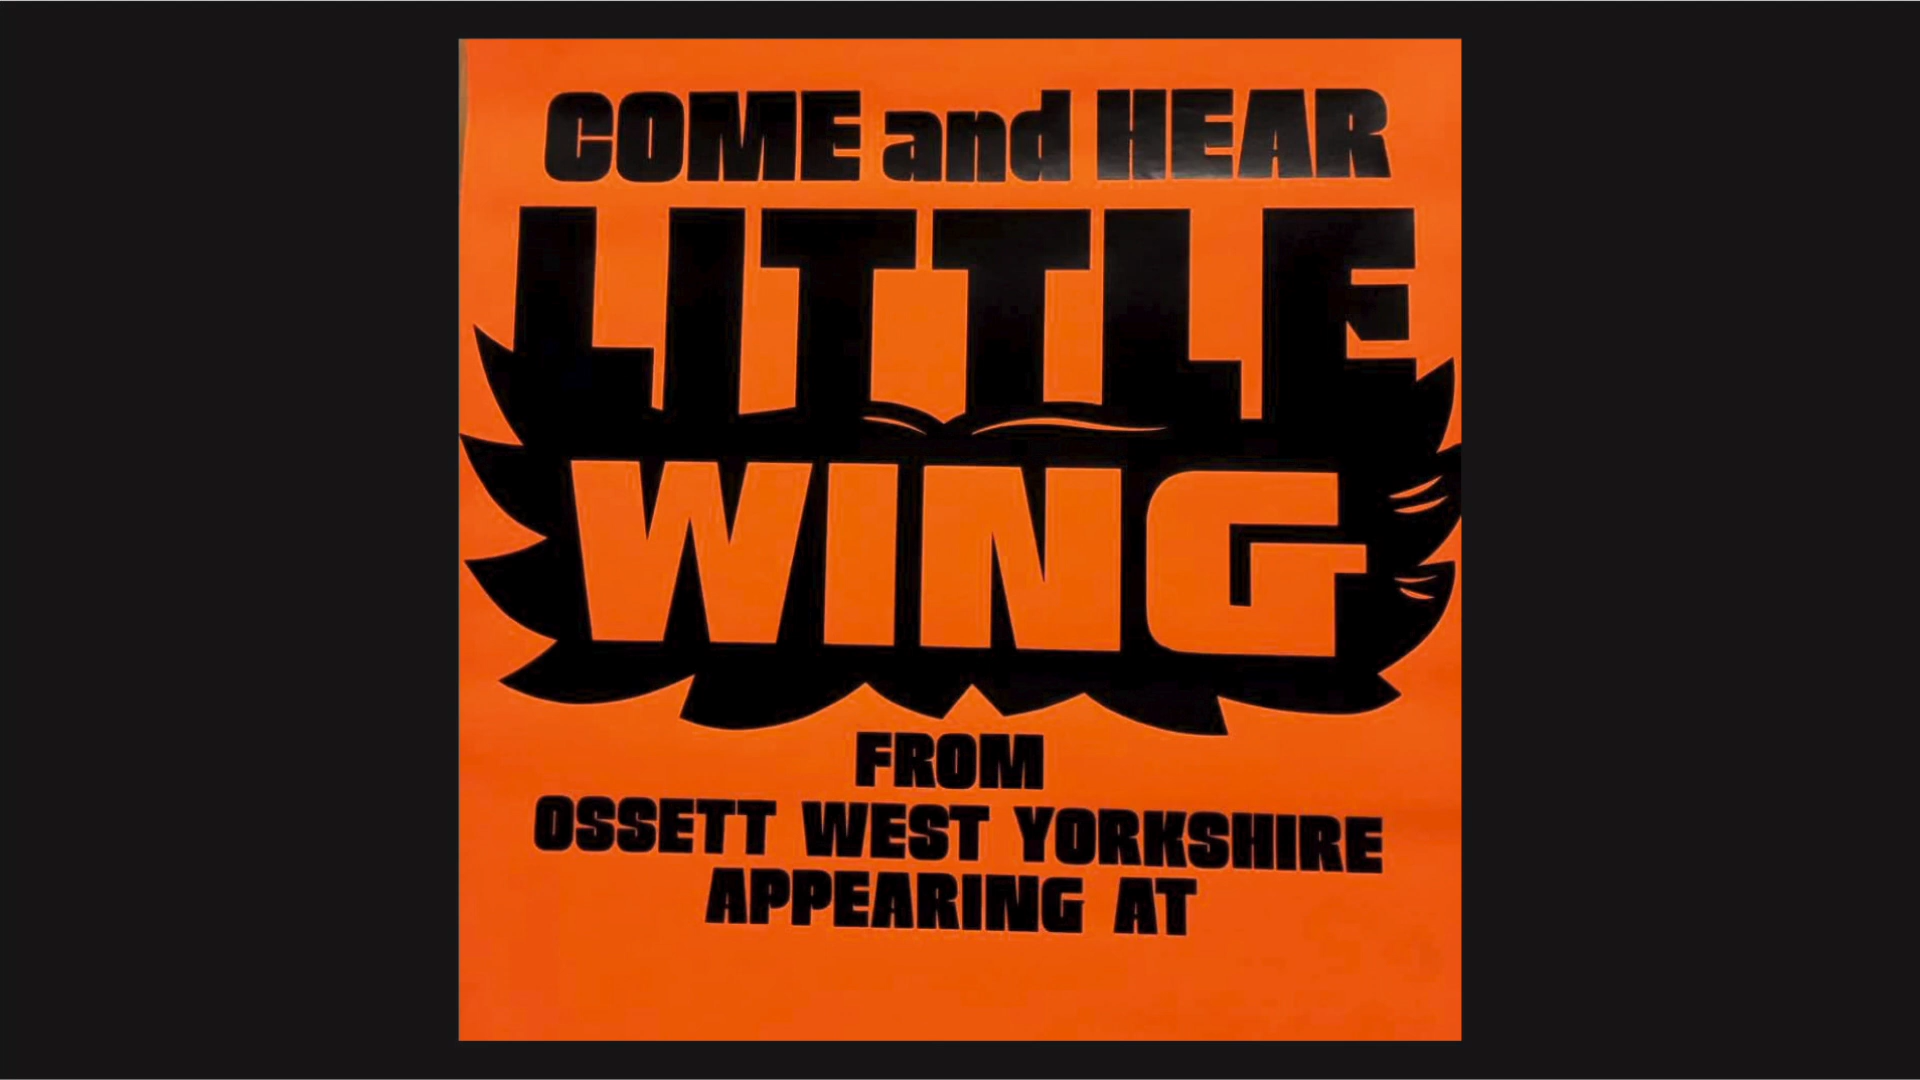 COME and HEAR
LITTLE
WING
FROM
OSSETT WEST YORKSHIRE
APPEARING AT